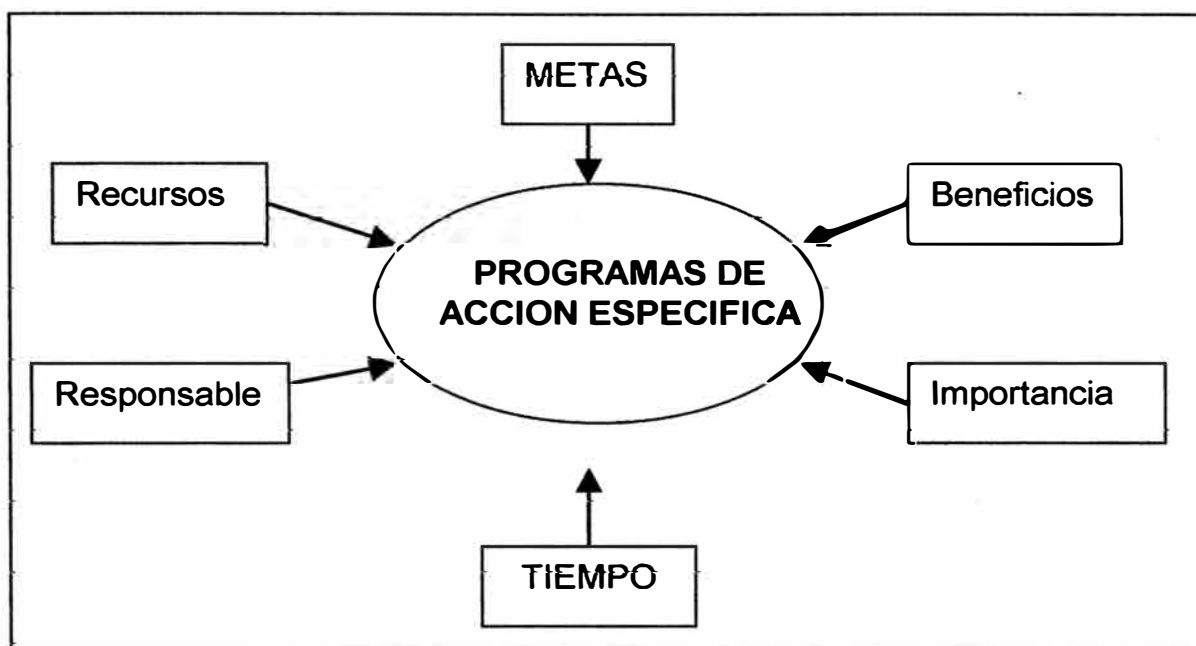 METAS
Recursos
Beneficios
PROGRAMAS DE
ACCION ESPECIFICA
Responsable
Importancia
TIEMPO